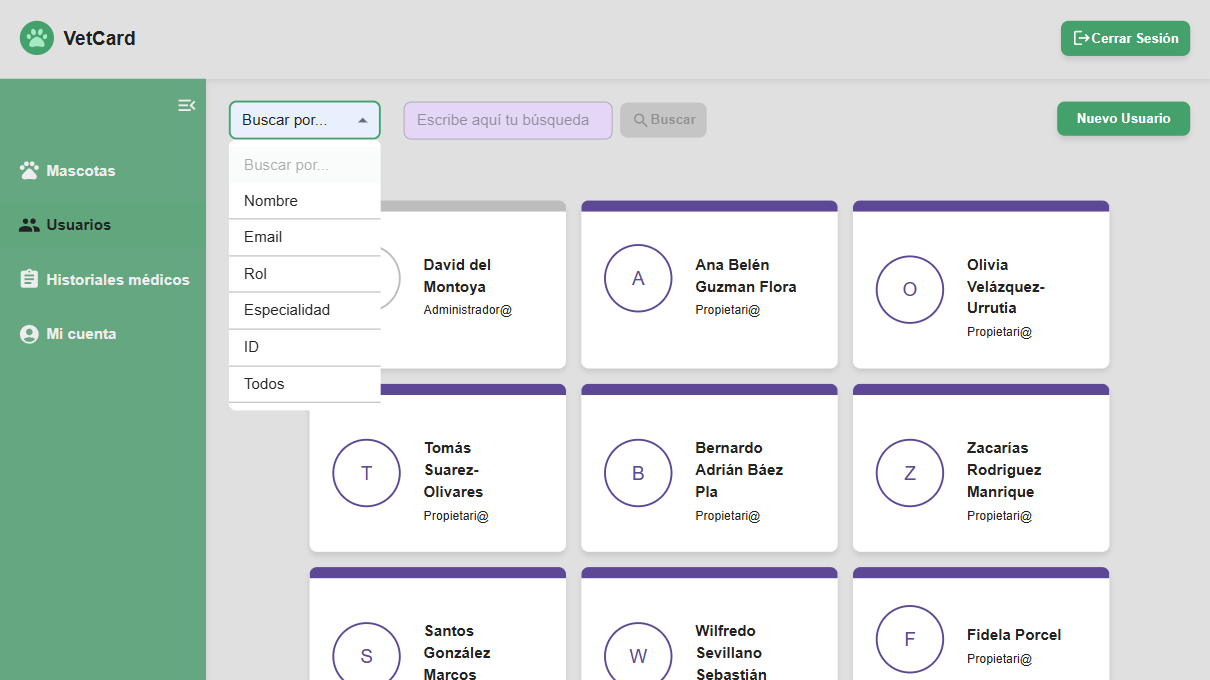 VetCard
Cerrar Sesión
Mascotas
Usuarios
Historiales médicos
Mi cuenta
Buscar por...
Escribe aquí tu búsqueda
Buscar
Nuevo Usuario
Buscar por...
Nombre
Email
Rol
Especialidad
ID
Todos
David del
Montoya
Administrador@
A
Ana Belén
Guzman Flora
Propietari@
O
Olivia
Velázquez-
Urrutia
Propietari@
T
Tomás
Suarez-
Olivares
Propietari@
B
Bernardo
Adrián Báez
Pla
Propietari@
Z
Zacarías
Rodriguez
Manrique
Propietari@
S
Santos
González
Marcos
W
Wilfredo
Sevillano
Sebastián
F
Fidela Porcel
Propietari@